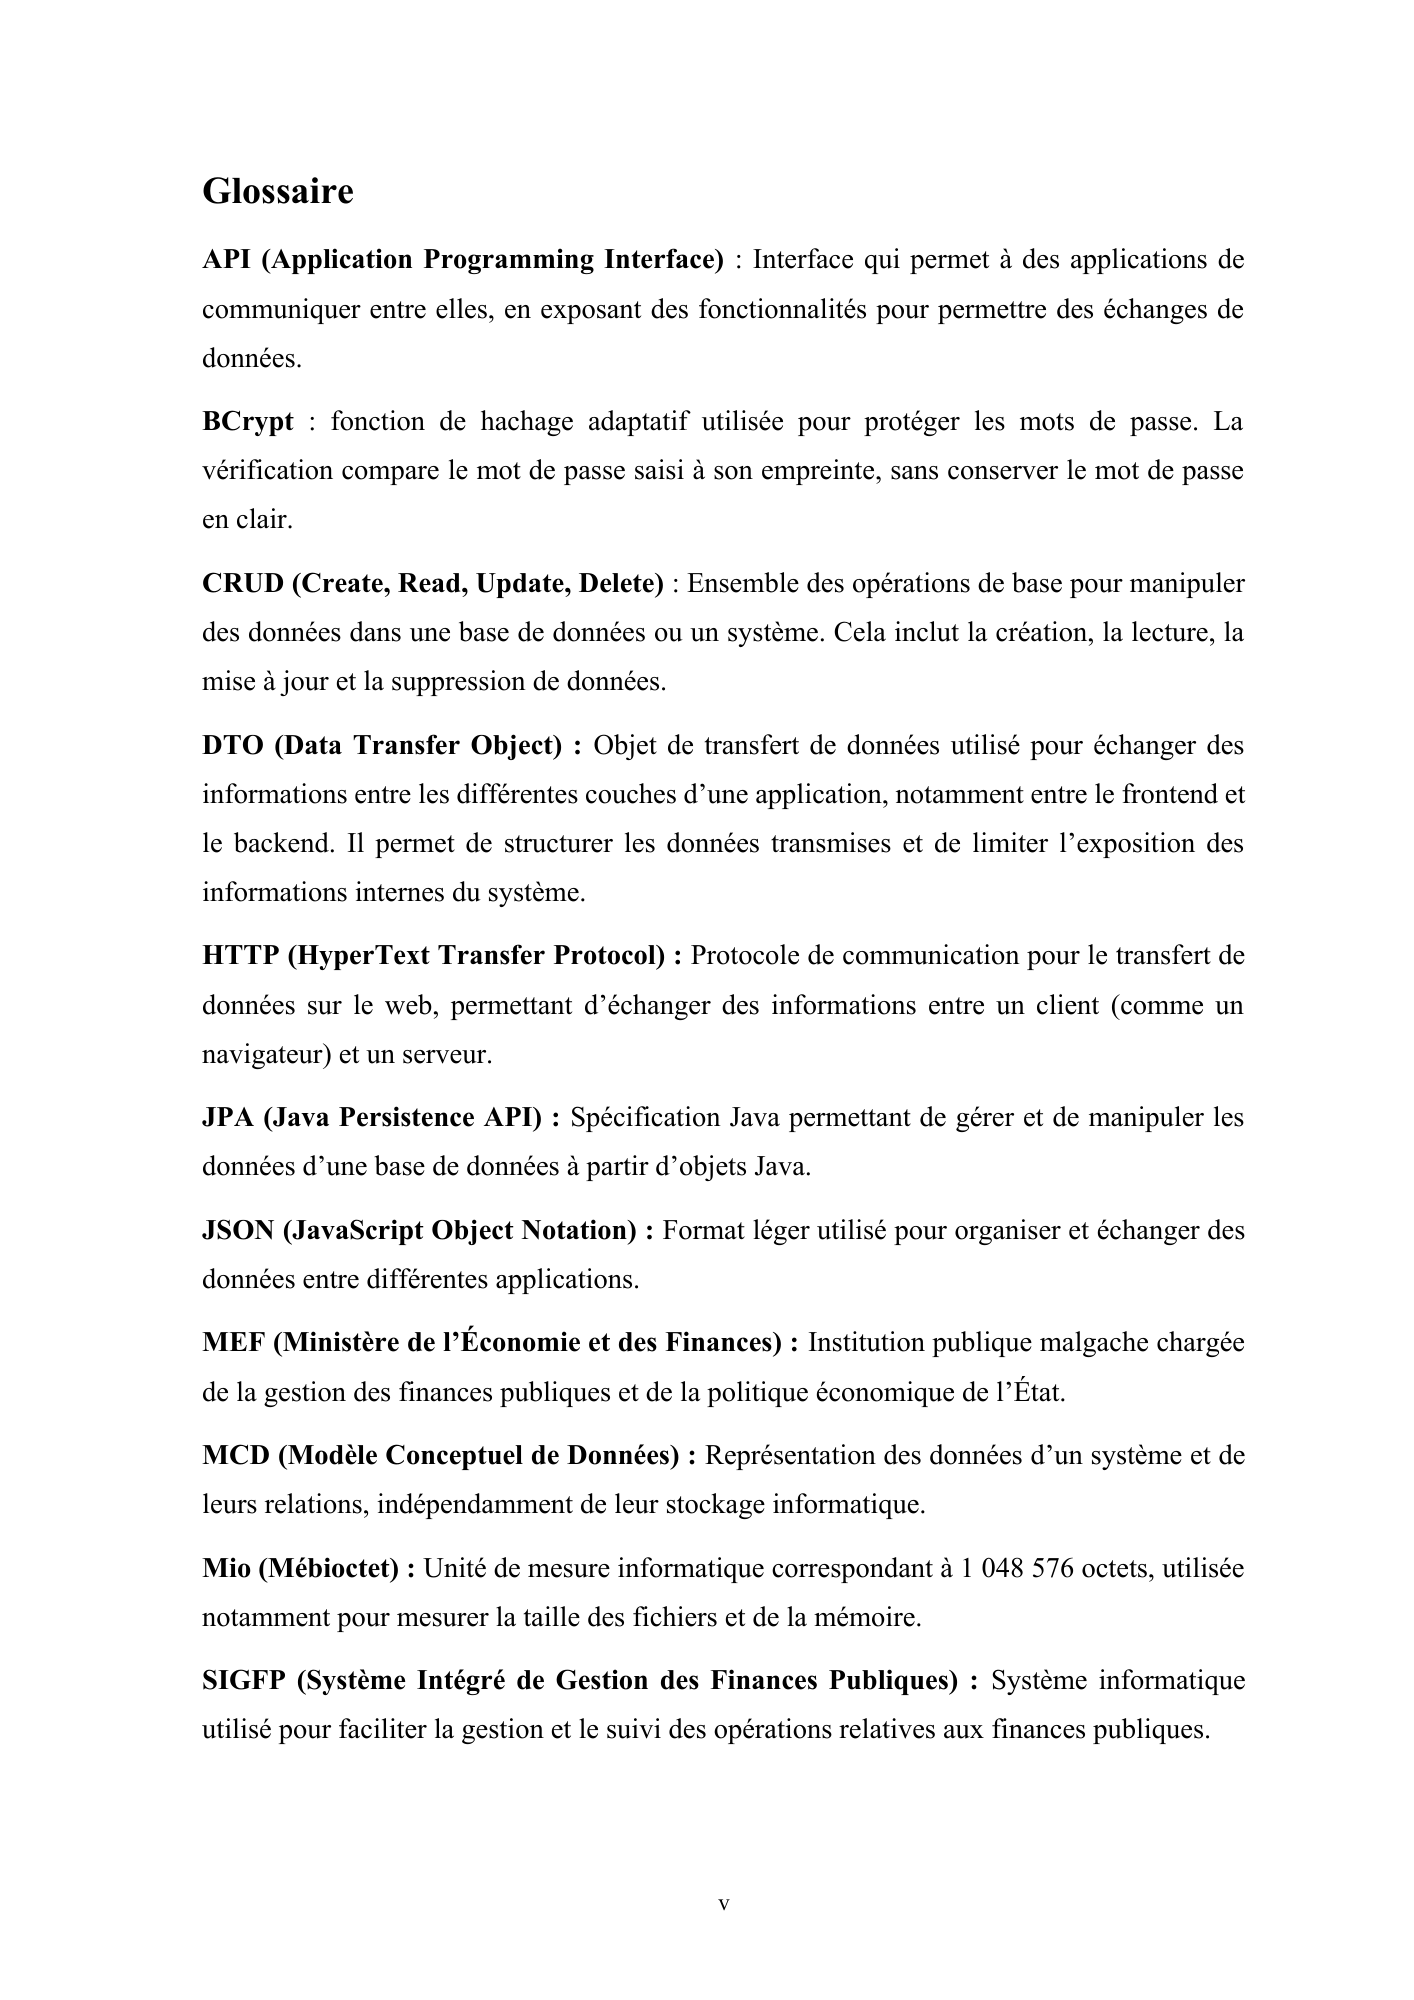 Glossaire
API (Application Programming Interface) : Interface qui permet à des applications de
communiquer entre elles, en exposant des fonctionnalités pour permettre des échanges de
données.
BCrypt : fonction de hachage adaptatif utilisée pour protéger les mots de passe. La
vérification compare le mot de passe saisi à son empreinte, sans conserver le mot de passe
en clair.
CRUD (Create, Read, Update, Delete) : Ensemble des opérations de base pour manipuler
des données dans une base de données ou un système. Cela inclut la création, la lecture, la
mise à jour et la suppression de données.
DTO (Data Transfer Object) : Objet de transfert de données utilisé pour échanger des
informations entre les différentes couches d’une application, notamment entre le frontend et
le backend. Il permet de structurer les données transmises et de limiter l’exposition des
informations internes du système.
HTTP (HyperText Transfer Protocol) : Protocole de communication pour le transfert de
données sur le web, permettant d’échanger des informations entre un client (comme un
navigateur) et un serveur.
JPA (Java Persistence API) : Spécification Java permettant de gérer et de manipuler les
données d’une base de données à partir d’objets Java.
JSON (JavaScript Object Notation) : Format léger utilisé pour organiser et échanger des
données entre différentes applications.
MEF (Ministère de l’Économie et des Finances) : Institution publique malgache chargée
de la gestion des finances publiques et de la politique économique de l’État.
MCD (Modèle Conceptuel de Données) : Représentation des données d’un système et de
leurs relations, indépendamment de leur stockage informatique.
Mio (Mébioctet) : Unité de mesure informatique correspondant à 1 048 576 octets, utilisée
notamment pour mesurer la taille des fichiers et de la mémoire.
SIGFP (Système Intégré de Gestion des Finances Publiques) : Système informatique
utilisé pour faciliter la gestion et le suivi des opérations relatives aux finances publiques.
v